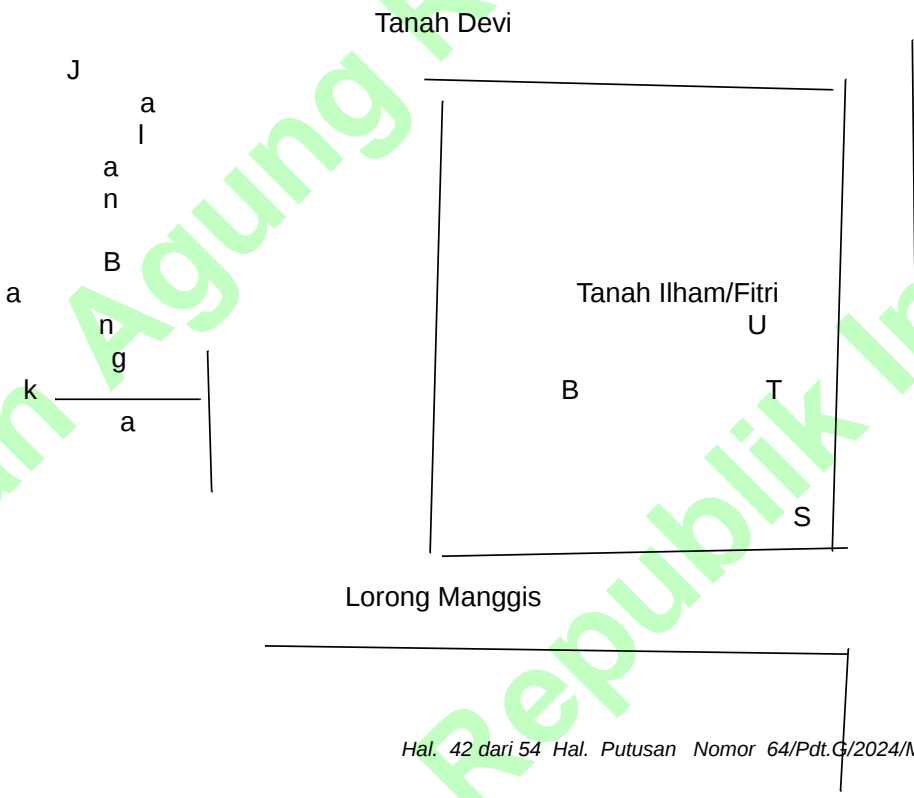 Tanah Devi
J
a
l
a
n
B
a Tanah Ilham/Fitri
n U
g
k B T
a
S
Lorong Manggis
Hal. 42 dari 54 Hal. Putusan Nomor 64/Pdt.G/2024/
Agung
Republik